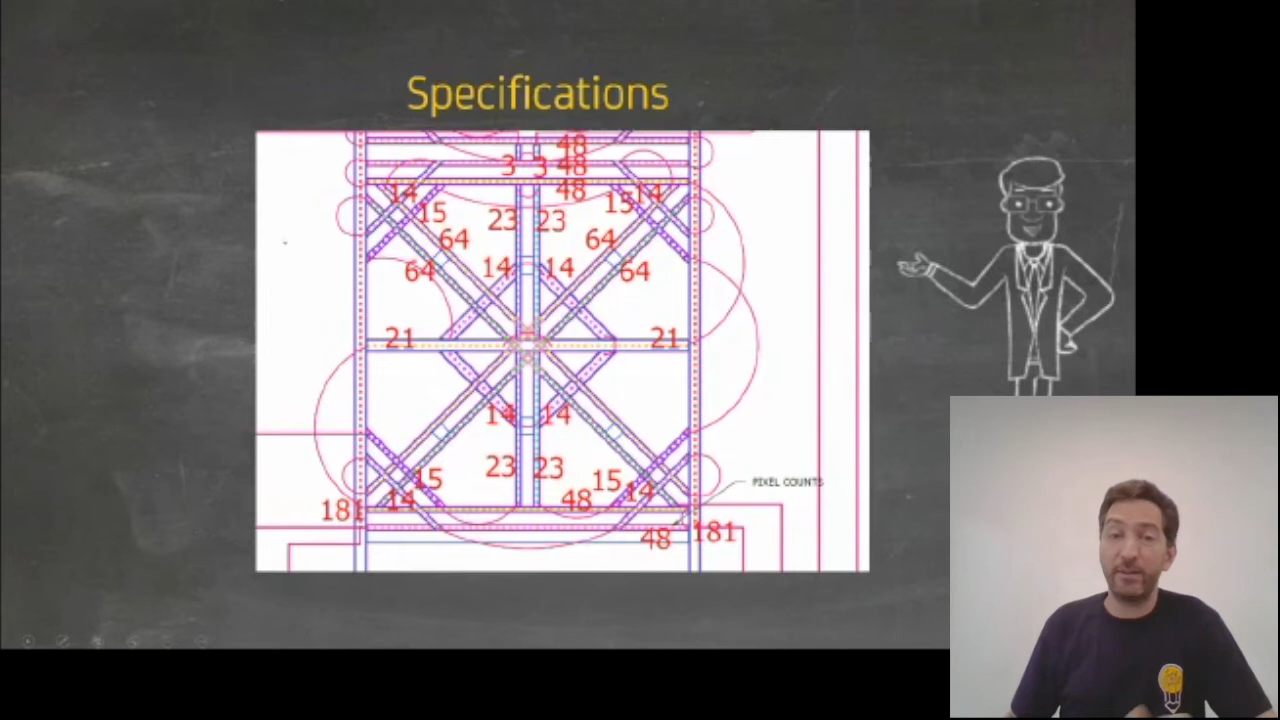 Specifications
48
3 3 48
48
14 15 23 23 15 14
64 64
64 14 14 64
21 21
14 14
15 23 23 15
181 14 48 14
PIXEL COUNTS
48 181